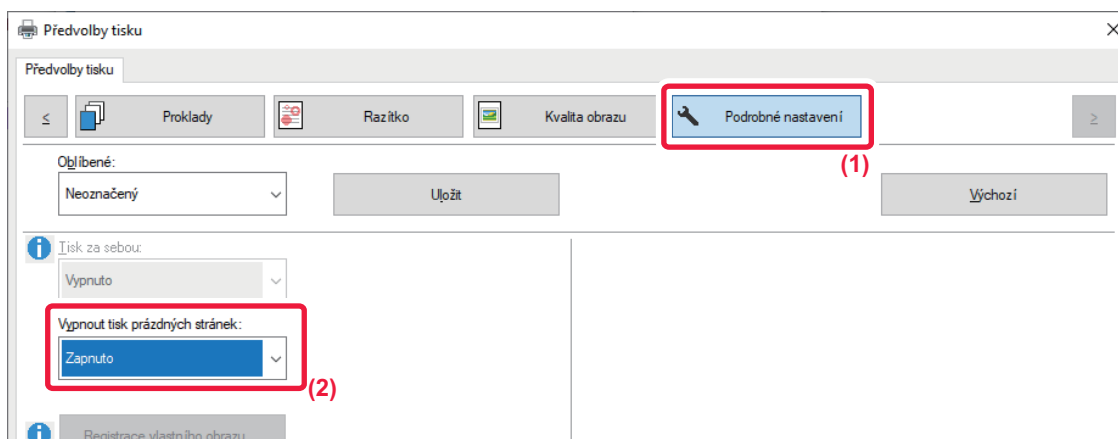 Předvolby tisku
Předvolby tisku
<
Proklady
Razítko
Kvalita obrazu
Podrobné nastavení
>
(1)
Oblíbené:
Neoznačený
Uložit
Výchozí
Tisk za sebou:
Vypnuto
Vypnout tisk prázdných stránek:
Zapnuto
(2)
Registrace vlastního obrazu